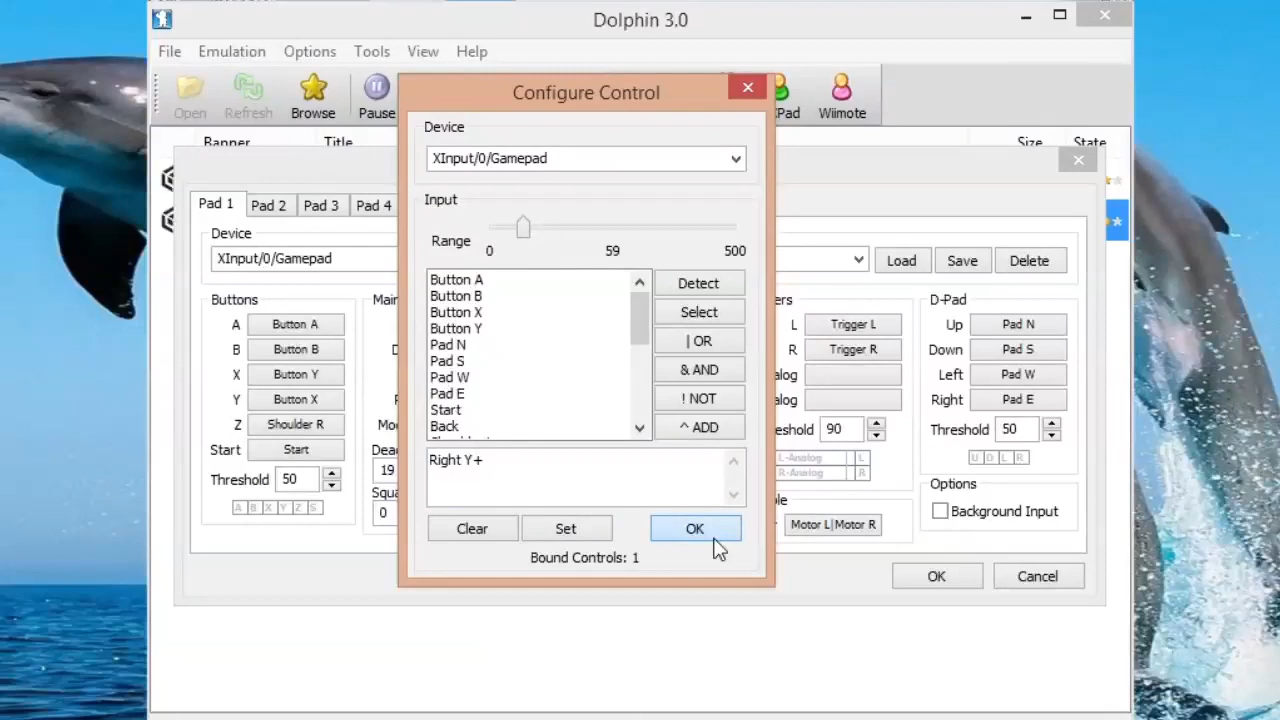 Dolphin 3.0
File Emulation Options Tools View Help
Open Refresh Browse Pause Pad Wiimote
Banner Title Size State
Configure Control
Device
XInput/0/Gamepad
Input
Range
0 59 500
Button A
Button B
Button X
Button Y
Pad N
Pad S
Pad W
Pad E
Start
Back
Detect
Select
| OR
& AND
! NOT
^ ADD
Right Y+
Clear Set OK
Bound Controls: 1
Pad 1 Pad 2 Pad 3 Pad 4
Device
XInput/0/Gamepad
Load Save Delete
Buttons
A Button A
B Button B
X Button Y
Y Button X
Z Shoulder R
Start Start
Threshold 50
A B X Y Z S
19
0
L Trigger L
R Trigger R
90
L-Analog L
R-Analog R
Motor L|Motor R
D-Pad
Up Pad N
Down Pad S
Left Pad W
Right Pad E
Threshold 50
U D L R
Options
Background Input
OK Cancel